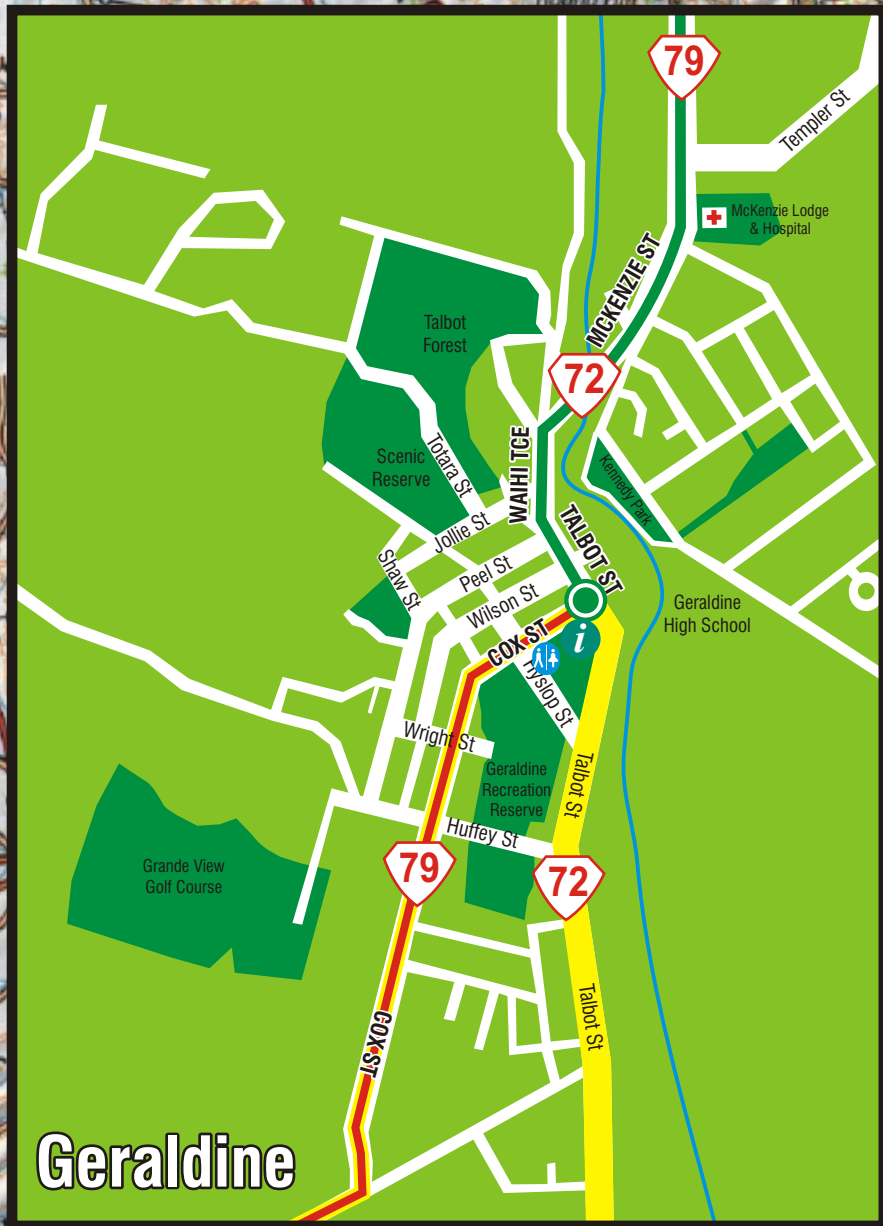 79
Templer St
McKenzie Lodge
& Hospital
MCKENZIE ST
Talbot
Forest
72
WAIHI TCE
Totara St
Scenic
Reserve
Kennedy Park
Jollie St
TALBOT ST
Peel St
Shaw St
Wilson St
Geraldine
High School
COX ST
i
Hyslop St
Wright St
Talbot St
Geraldine
Recreation
Reserve
Huffey St
Grande View
Golf Course
79
72
Talbot St
COX ST
Geraldine